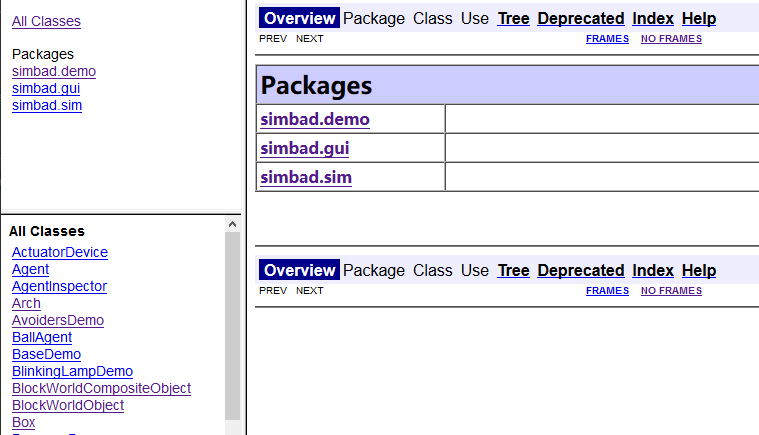 All Classes
Packages
simbad.demo
simbad.gui
simbad.sim
All Classes
ActuatorDevice
Agent
AgentInspector
Arch
AvoidersDemo
BallAgent
BaseDemo
BlinkingLampDemo
BlockWorldCompositeObject
BlockWorldObject
Box
Overview Package Class Use Tree Deprecated Index Help
PREV NEXT FRAMES NO FRAMES
Packages
simbad.demo
simbad.gui
simbad.sim
Overview Package Class Use Tree Deprecated Index Help
PREV NEXT FRAMES NO FRAMES